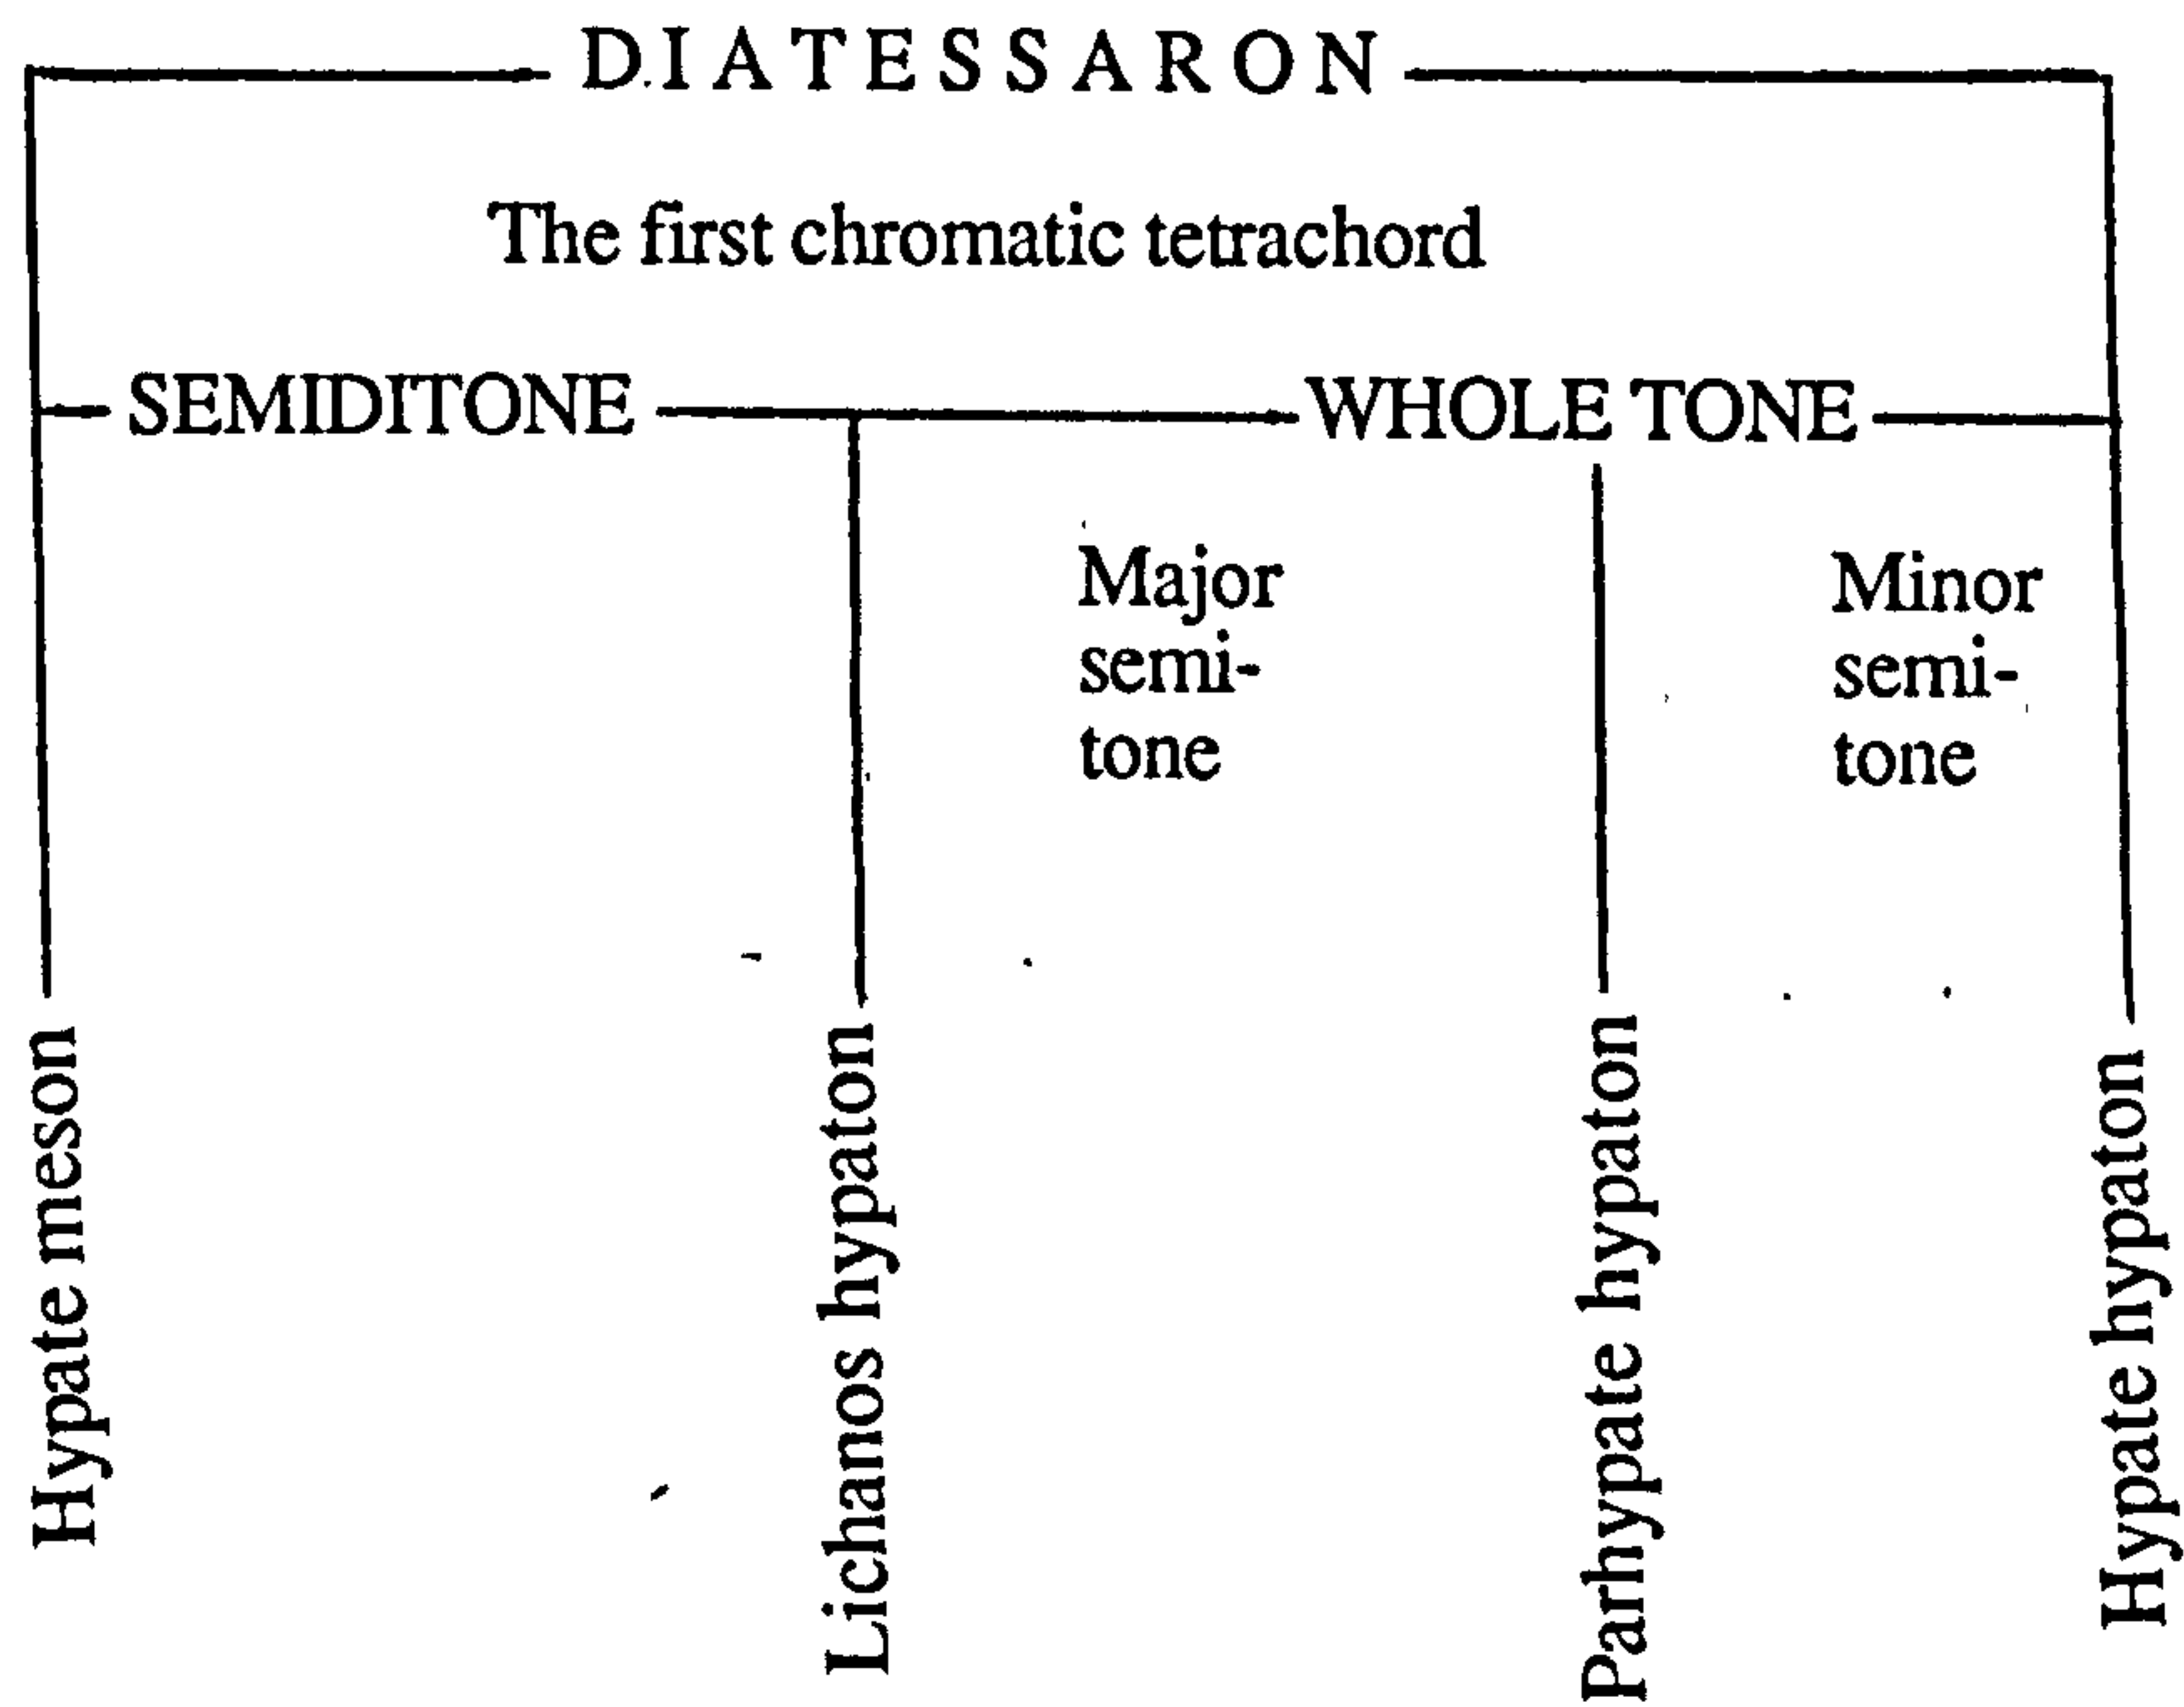 DIATESSARON
The first chromatic tetrachord
SEMIDITONE WHOLE TONE
Major
semi-
tone
Minor
semi-
tone
Hypate meson
Lichanos hypaton
Parhypate hypaton
Hypate hypaton